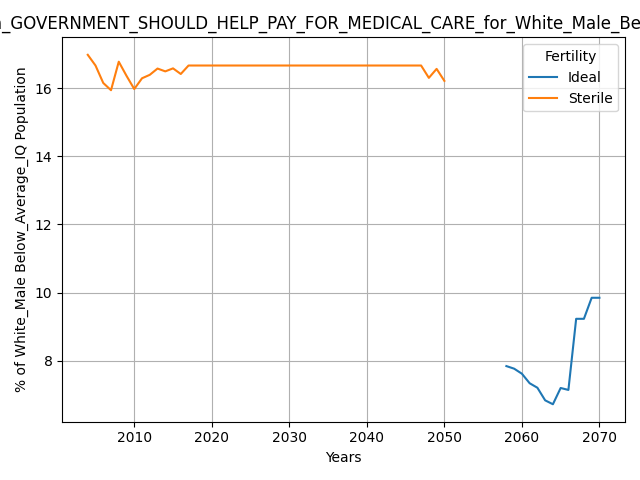 _GOVERNMENT_SHOULD_HELP_PAY_FOR_MEDICAL_CARE_for_White_Male_Be
Fertility
Ideal
Sterile
% of White_Male Below_Average_IQ Population
16
14
12
10
8
2010
2020
2030
2040
2050
2060
2070
Years